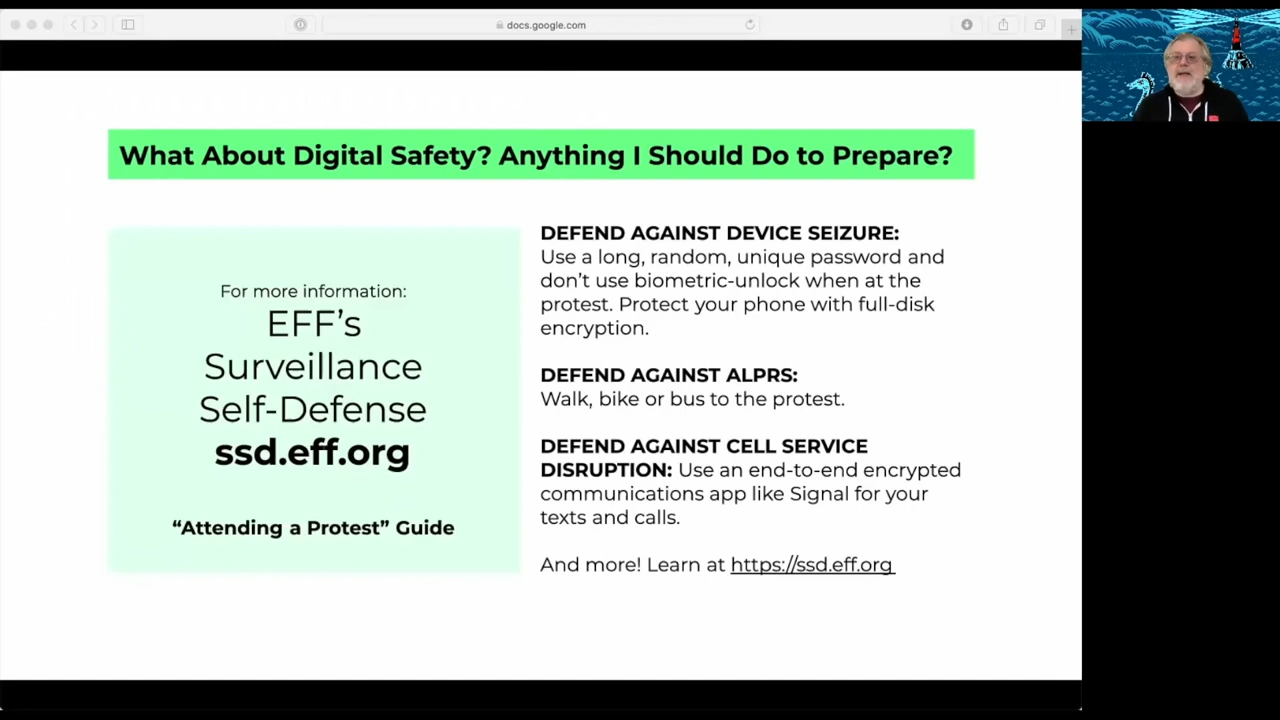 docs.google.com
What About Digital Safety? Anything I Should Do to Prepare?
For more information:
EFF’s
Surveillance
Self-Defense
ssd.eff.org
“Attending a Protest” Guide
DEFEND AGAINST DEVICE SEIZURE:
Use a long, random, unique password and
don’t use biometric-unlock when at the
protest. Protect your phone with full-disk
encryption.
DEFEND AGAINST ALPRS:
Walk, bike or bus to the protest.
DEFEND AGAINST CELL SERVICE
DISRUPTION: Use an end-to-end encrypted
communications app like Signal for your
texts and calls.
And more! Learn at https://ssd.eff.org